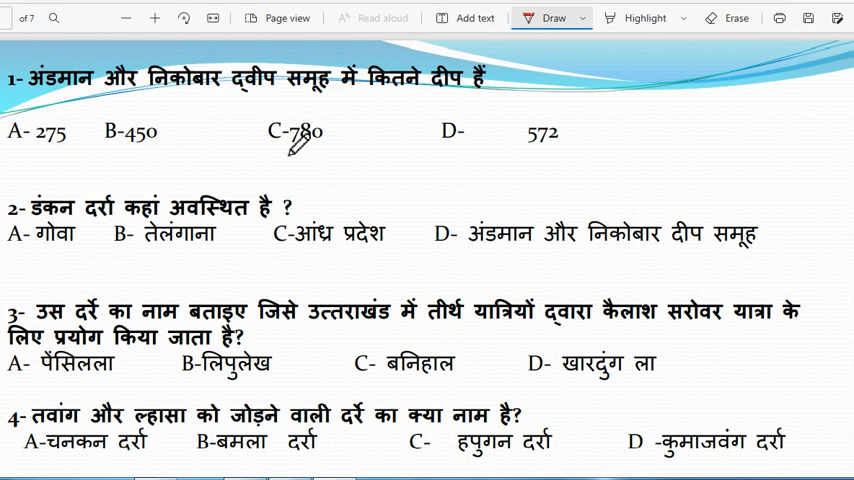 of 7 Page view Read aloud Add text Draw Highlight Erase
1- अंडमान और निकोबार द्वीप समूह में कितने दीप हैं
A- 275 B-450 C-780 D- 572
2- डंकन दर्रा कहां अवस्थित है ?
A- गोवा B- तेलंगाना C-आंध्र प्रदेश D- अंडमान और निकोबार दीप समूह
3- उस दर्रे का नाम बताइए जिसे उत्तराखंड में तीर्थ यात्रियों द्वारा कैलाश सरोवर यात्रा के
लिए प्रयोग किया जाता है?
A- पेंसिलला B-लिपुलेख C- बनिहाल D- खारदुंग ला
4- तवांग और ल्हासा को जोड़ने वाली दर्रे का क्या नाम है?
A-चनकन दर्रा B-बमला दर्रा C- हपुगन दर्रा D -कुमाजवंग दर्रा